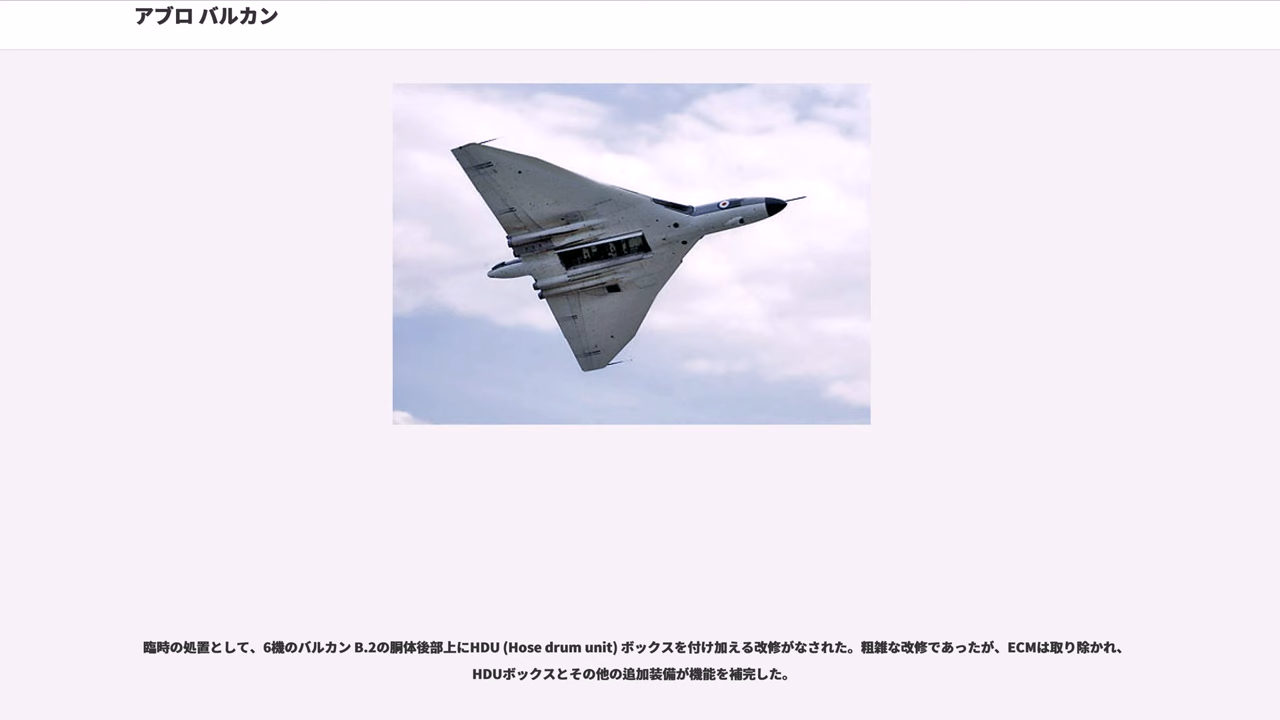 アブロ バルカン
臨時の処置として、6機のバルカン B.2の胴体後部上にHDU (Hose drum unit) ボックスを付け加える改修がなされた。粗雑な改修であったが、ECMは取り除かれ、
HDUボックスとその他の追加装備が機能を補完した。